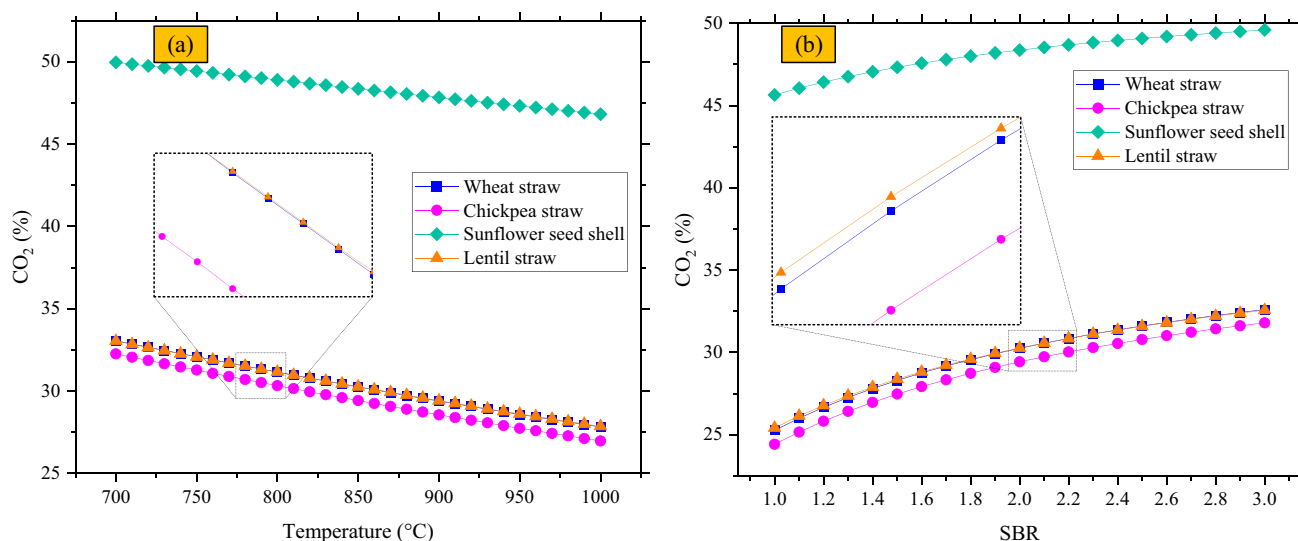 (a)
CO₂ (%)
50
45
40
35
30
25
Wheat straw
Chickpea straw
Sunflower seed shell
Lentil straw
700 750 800 850 900 950 1000
Temperature (°C)
(b)
CO₂ (%)
50
45
40
35
30
25
Wheat straw
Chickpea straw
Sunflower seed shell
Lentil straw
1.0 1.2 1.4 1.6 1.8 2.0 2.2 2.4 2.6 2.8 3.0
SBR